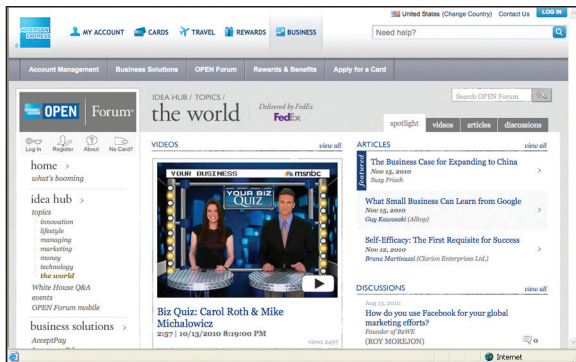 United States (Change Country) Contact Us LOG IN
AMERICAN EXPRESS
MY ACCOUNT CARDS TRAVEL REWARDS BUSINESS
Need help?
Account Management Business Solutions OPEN Forum Rewards & Benefits Apply for a Card
OPEN Forum
Log In Register About No Card?
home >
what's booming
idea hub >
topics
innovation
lifestyle
managing
marketing
money
technology
the world
White House Q&A
events
OPEN Forum mobile
business solutions >
AcceptPay
IDEA HUB / TOPICS /
the world
Delivered by FedEx
FedEx
Search OPEN Forum
spotlight videos articles discussions
VIDEOS view all
YOUR BUSINESS msnbc
YOUR BIZ
QUIZ
Biz Quiz: Carol Roth & Mike
Michalowicz
2:57 | 10/13/2010 8:19:00 PM
views 2497
ARTICLES view all
featured
The Business Case for Expanding to China
Nov 15, 2010
Suzy Frisch
What Small Business Can Learn from Google
Nov 15, 2010
Guy Kawasaki (Alltop)
Self-Efficacy: The First Requisite for Success
Nov 12, 2010
Bruna Martinuzzi (Clarion Enterprises Ltd.)
DISCUSSIONS view all
Aug 13, 2010
How do you use Facebook for your global
marketing efforts?
Founder of B2WE
(ROY MOREJON) 0
Internet